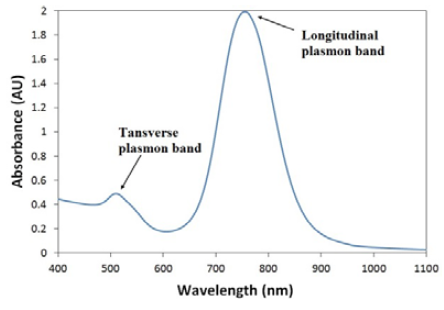 2
1.8
1.6
1.4
1.2
1
0.8
0.6
0.4
0.2
0
Absorbance (AU)
Longitudinal
plasmon band
Tansverse
plasmon band
400 500 600 700 800 900 1000 1100
Wavelength (nm)